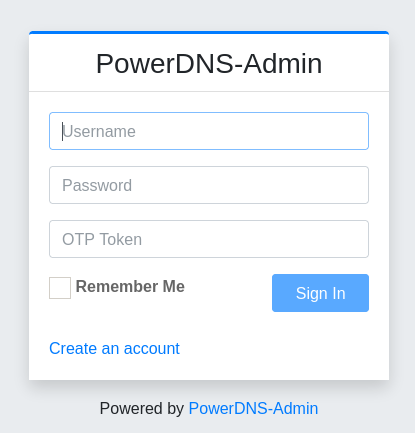 PowerDNS-Admin
Username
Password
OTP Token
Remember Me
Sign In
Create an account
Powered by PowerDNS-Admin